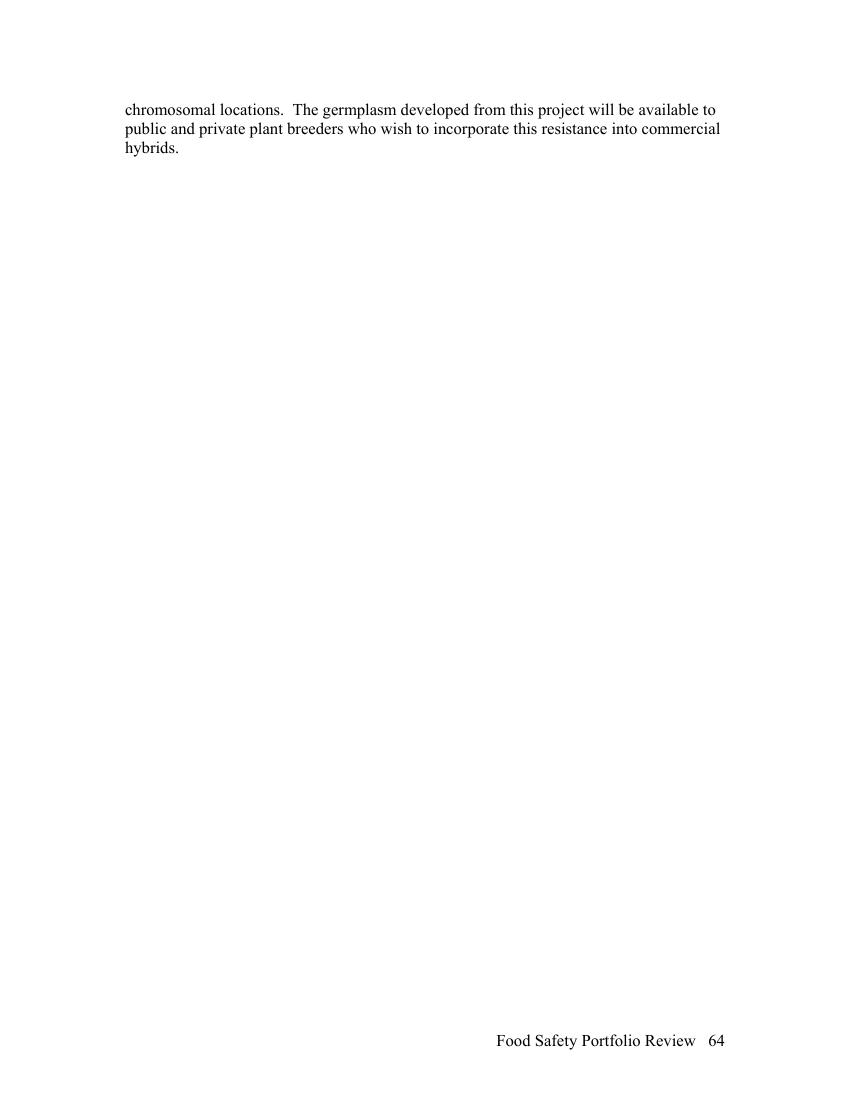 chromosomal locations.  The germplasm developed from this project will be available to
public and private plant breeders who wish to incorporate this resistance into commercial
hybrids.
Food Safety Portfolio Review   64